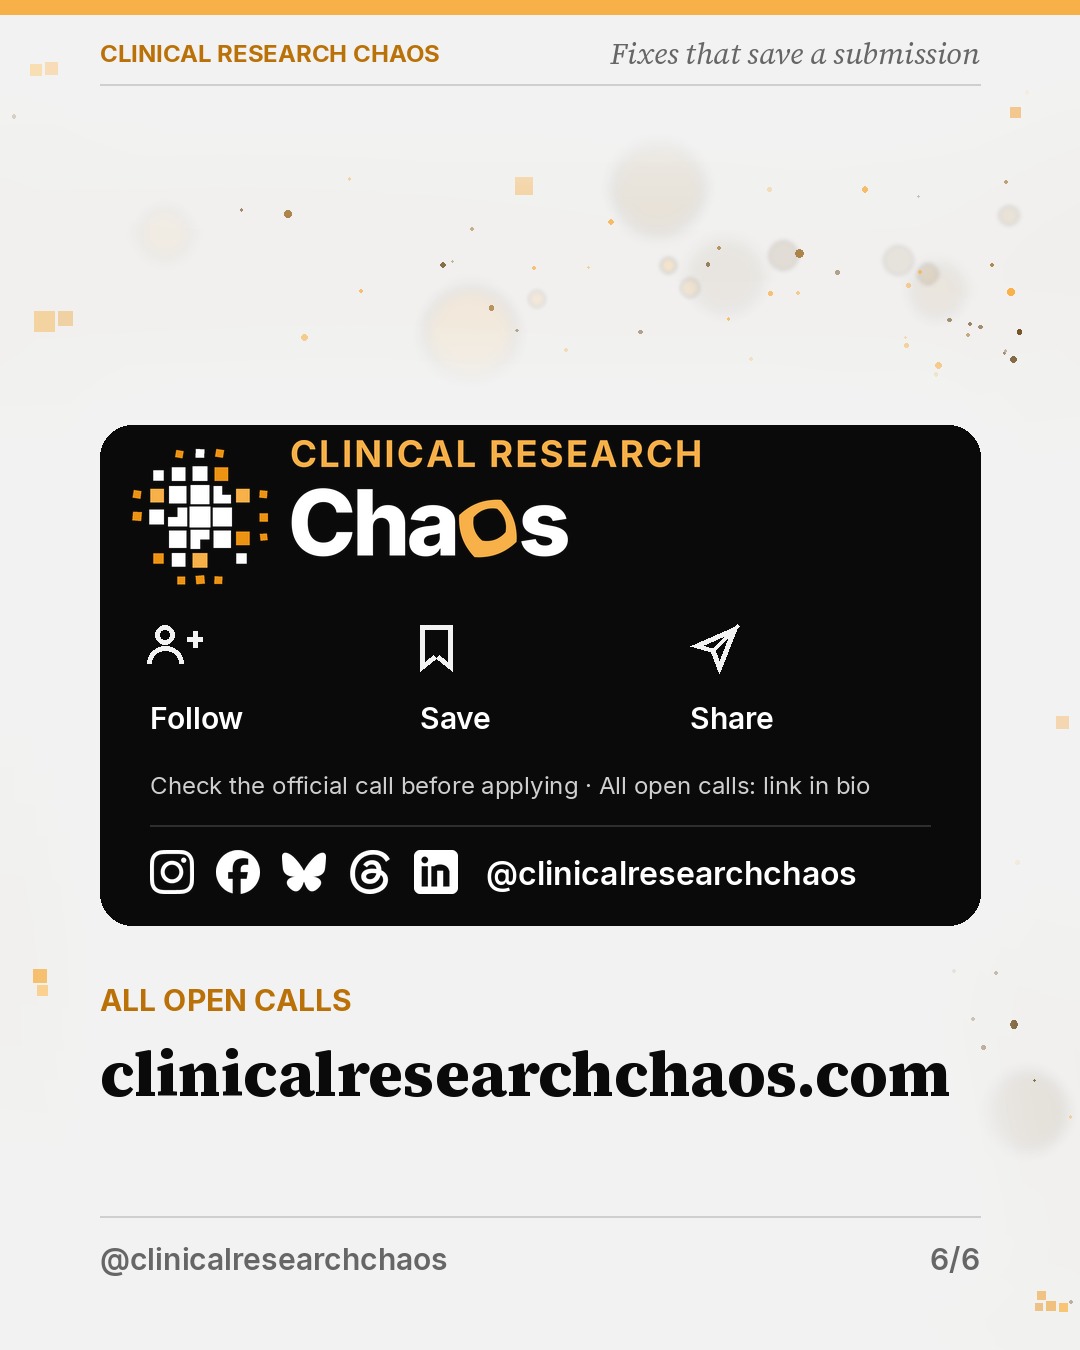 CLINICAL RESEARCH CHAOS
Fixes that save a submission
CLINICAL RESEARCH
Chaos
Follow
Save
Share
Check the official call before applying · All open calls: link in bio
@clinicalresearchchaos
ALL OPEN CALLS
clinicalresearchchaos.com
@clinicalresearchchaos
6/6